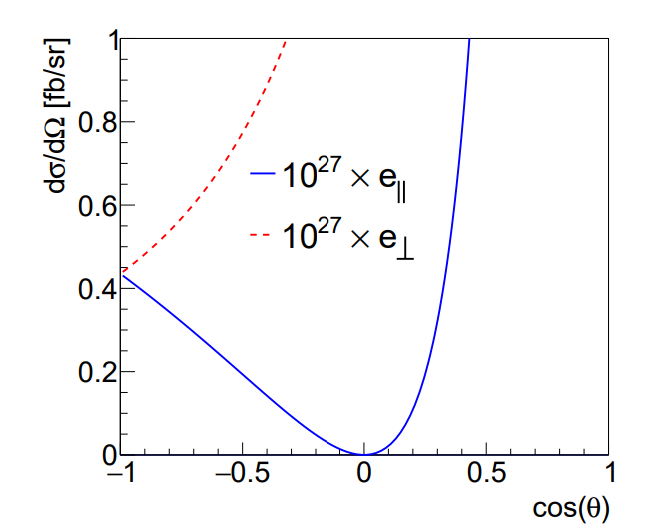 dσ/dΩ [fb/sr]
1
0.8
0.6
0.4
0.2
0
10²⁷ × e∥
10²⁷ × e⊥
−1
−0.5
0
0.5
1
cos(θ)